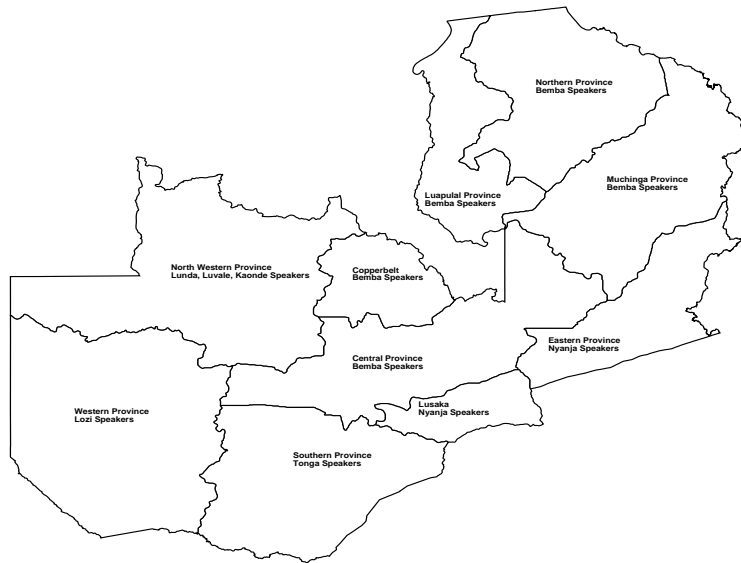 Northern Province
Bemba Speakers
Muchinga Province
Bemba Speakers
Luapulal Province
Bemba Speakers
North Western Province
Lunda, Luvale, Kaonde Speakers
Copperbelt
Bemba Speakers
Eastern Province
Nyanja Speakers
Central Province
Bemba Speakers
Lusaka
Nyanja Speakers
Western Province
Lozi Speakers
Southern Province
Tonga Speakers